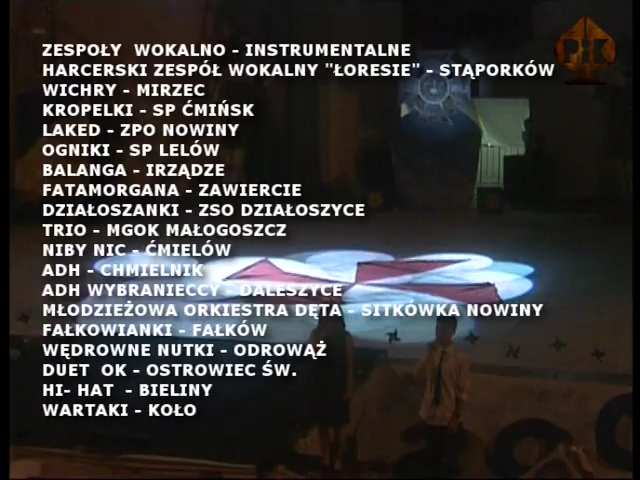 PiK
ZESPOŁY WOKALNO - INSTRUMENTALNE
HARCERSKI ZESPÓŁ WOKALNY "ŁORESIE" - STĄPORKÓW
WICHRY - MIRZEC
KROPELKI - SP ĆMIŃSK
LAKED - ZPO NOWINY
OGNIKI - SP LELÓW
BALANGA - IRZĄDZE
FATAMORGANA - ZAWIERCIE
DZIAŁOSZANKI - ZSO DZIAŁOSZYCE
TRIO - MGOK MAŁOGOSZCZ
NIBY NIC - ĆMIELÓW
ADH - CHMIELNIK
ADH WYBRANIECCY - DALESZYCE
MŁODZIEŻOWA ORKIESTRA DĘTA - SITKÓWKA NOWINY
FAŁKOWIANKI - FAŁKÓW
WĘDROWNE NUTKI - ODROWĄŻ
DUET OK - OSTROWIEC ŚW.
HI- HAT - BIELINY
WARTAKI - KOŁO